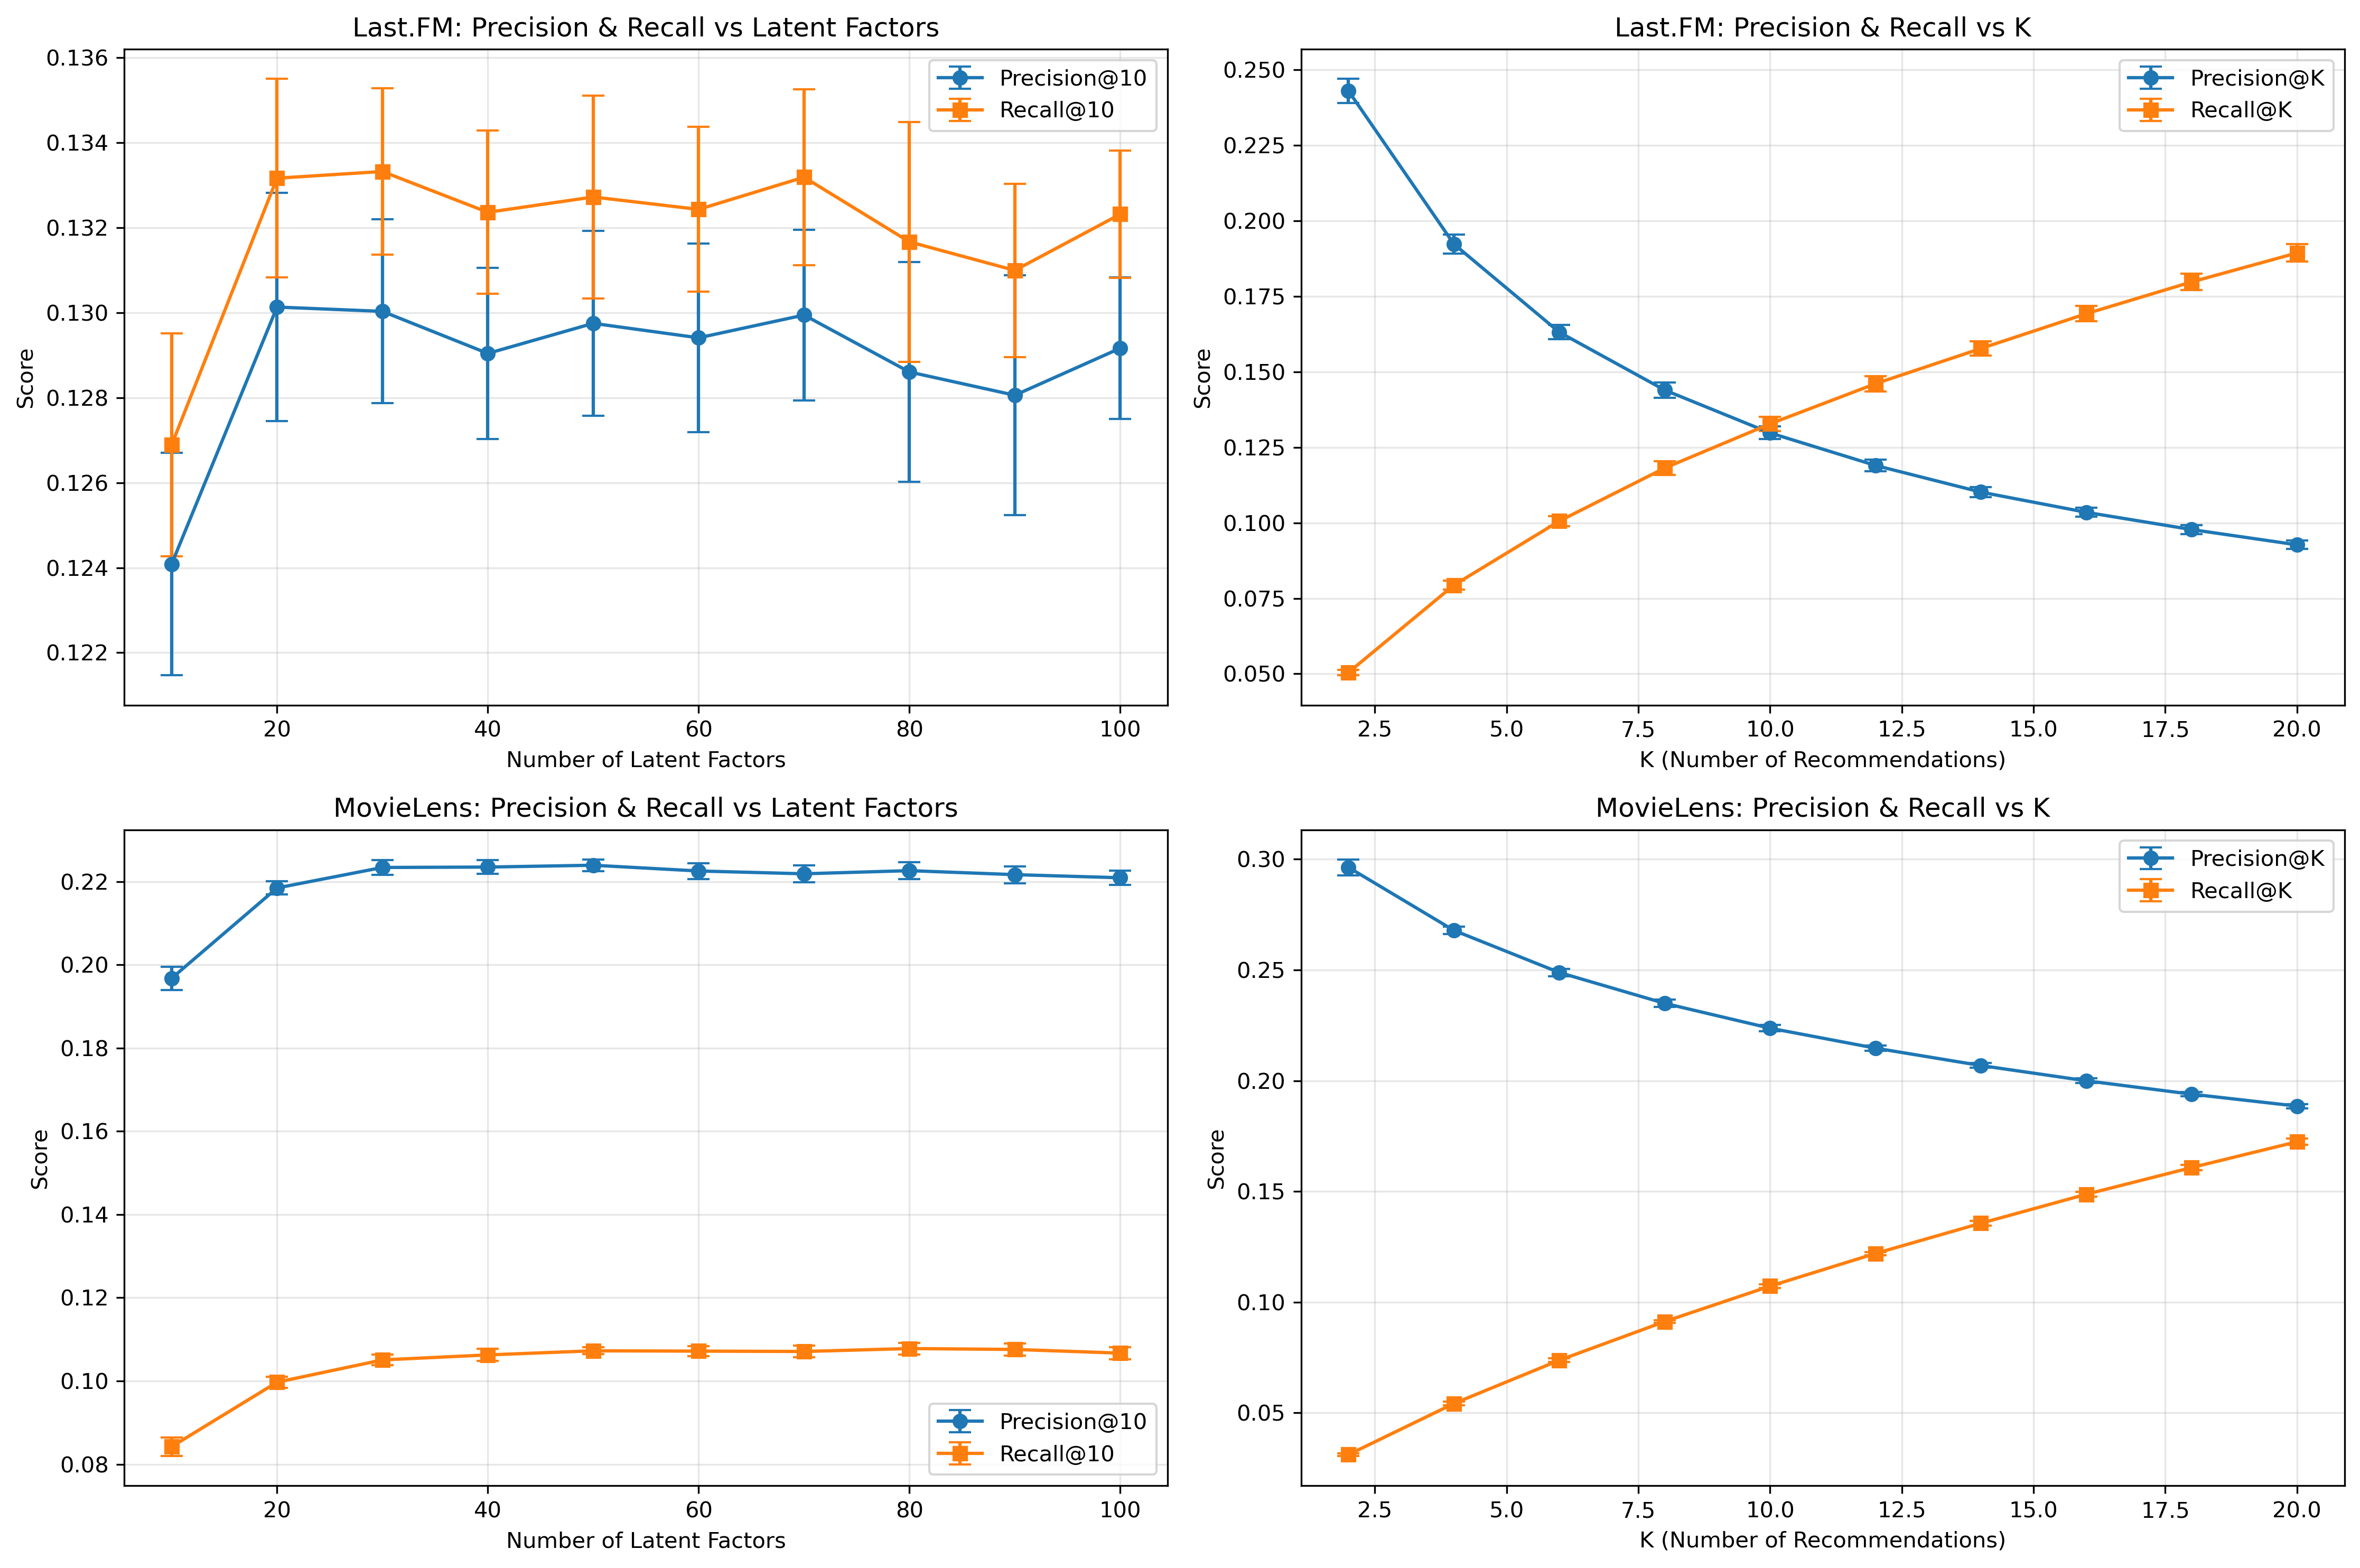 Last.FM: Precision & Recall vs Latent Factors
0.136
0.134
0.132
0.130
0.128
0.126
0.124
0.122
Score
20
40
60
80
100
Number of Latent Factors
Precision@10
Recall@10
Last.FM: Precision & Recall vs K
0.250
0.225
0.200
0.175
0.150
0.125
0.100
0.075
0.050
Score
2.5
5.0
7.5
10.0
12.5
15.0
17.5
20.0
K (Number of Recommendations)
Precision@K
Recall@K
MovieLens: Precision & Recall vs Latent Factors
0.22
0.20
0.18
0.16
0.14
0.12
0.10
0.08
Score
20
40
60
80
100
Number of Latent Factors
Precision@10
Recall@10
MovieLens: Precision & Recall vs K
0.30
0.25
0.20
0.15
0.10
0.05
Score
2.5
5.0
7.5
10.0
12.5
15.0
17.5
20.0
K (Number of Recommendations)
Precision@K
Recall@K